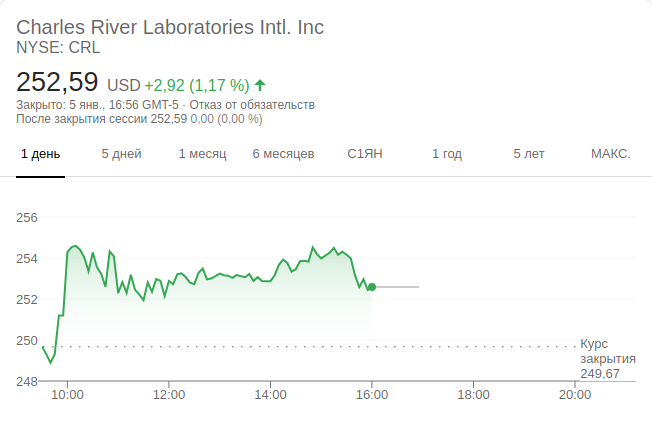 Charles River Laboratories Intl. Inc
NYSE: CRL
252,59 USD +2,92 (1,17 %)
Закрыто: 5 янв., 16:56 GMT-5 · Отказ от обязательств
После закрытия сессии 252,59 0,00 (0,00 %)
1 день 5 дней 1 месяц 6 месяцев С1ЯН 1 год 5 лет МАКС.
256
254
252
250
Курс
закрытия
249,67
248
10:00 12:00 14:00 16:00 18:00 20:00